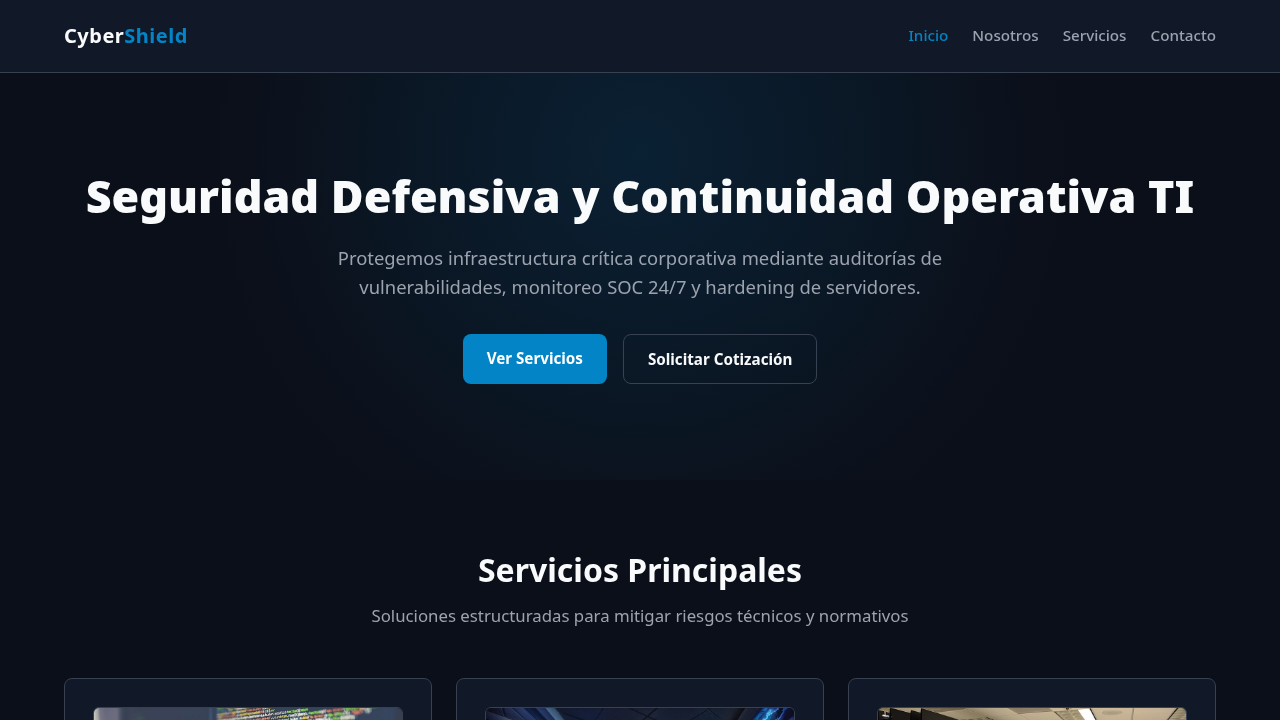 CyberShield
Inicio Nosotros Servicios Contacto
Seguridad Defensiva y Continuidad Operativa TI
Protegemos infraestructura crítica corporativa mediante auditorías de
vulnerabilidades, monitoreo SOC 24/7 y hardening de servidores.
Ver Servicios Solicitar Cotización
Servicios Principales
Soluciones estructuradas para mitigar riesgos técnicos y normativos